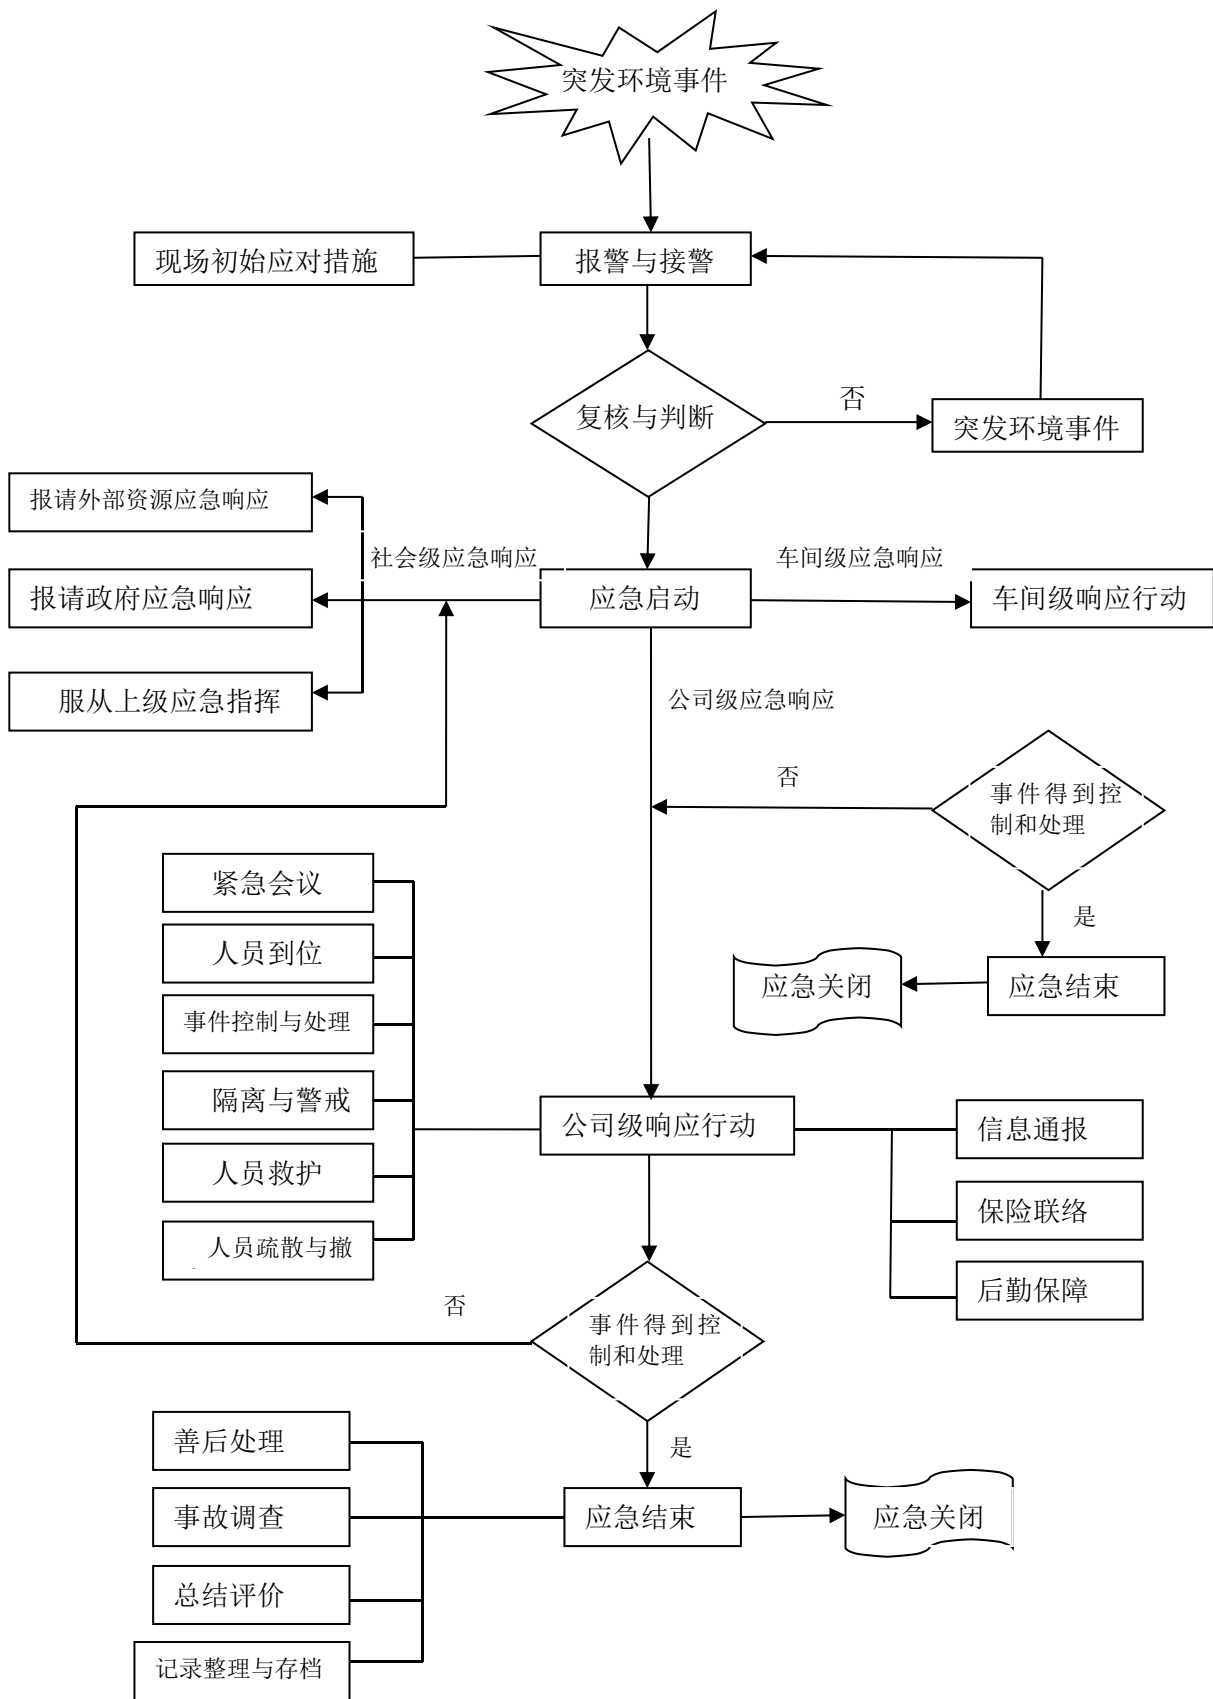 突发环境事件
现场初始应对措施
报警与接警
复核与判断
否
突发环境事件
报请外部资源应急响应
社会级应急响应
车间级应急响应
报请政府应急响应
应急启动
车间级响应行动
服从上级应急指挥
公司级应急响应
否
事件得到控
制和处理
紧急会议
是
人员到位
应急关闭
应急结束
事件控制与处理
隔离与警戒
公司级响应行动
信息通报
人员救护
保险联络
人员疏散与撤
后勤保障
否
事件得到控
制和处理
善后处理
是
事故调查
应急结束
应急关闭
总结评价
记录整理与存档